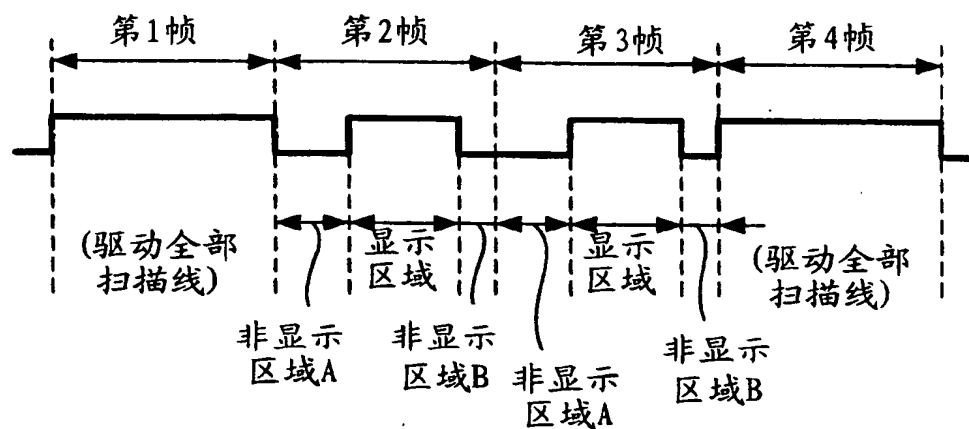 第1帧
第2帧
第3帧
第4帧
(驱动全部
扫描线)
显示
区域
显示
区域
(驱动全部
扫描线)
非显示
区域A
非显示
区域B
非显示
区域A
非显示
区域B